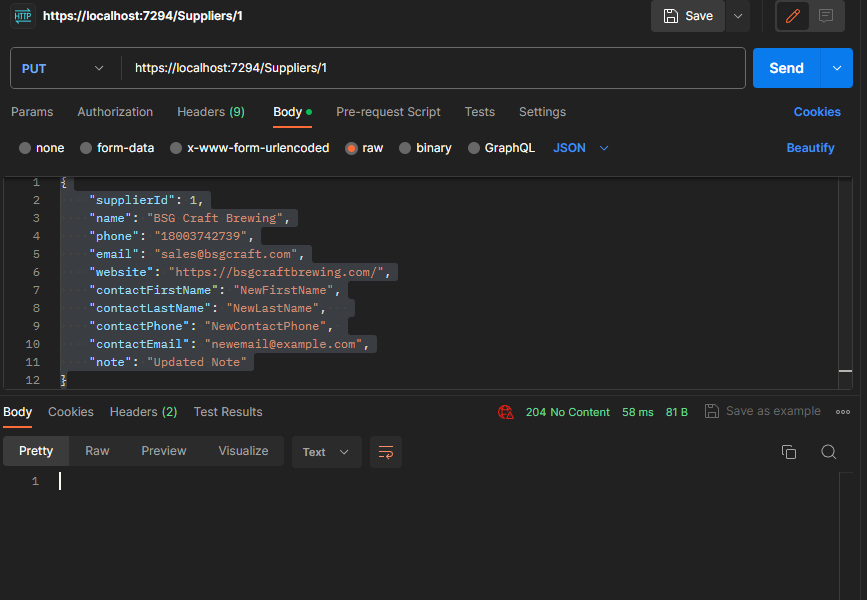 HTTP https://localhost:7294/Suppliers/1 Save
PUT https://localhost:7294/Suppliers/1 Send
Params Authorization Headers (9) Body Pre-request Script Tests Settings Cookies
none form-data x-www-form-urlencoded raw binary GraphQL JSON Beautify
1 {
2 "supplierId": 1,
3 "name": "BSG Craft Brewing",
4 "phone": "18003742739",
5 "email": "sales@bsgcraft.com",
6 "website": "https://bsgcraftbrewing.com/",
7 "contactFirstName": "NewFirstName",
8 "contactLastName": "NewLastName",
9 "contactPhone": "NewContactPhone",
10 "contactEmail": "newemail@example.com",
11 "note": "Updated Note"
12 }
Body Cookies Headers (2) Test Results 204 No Content 58 ms 81 B Save as example
Pretty Raw Preview Visualize Text
1